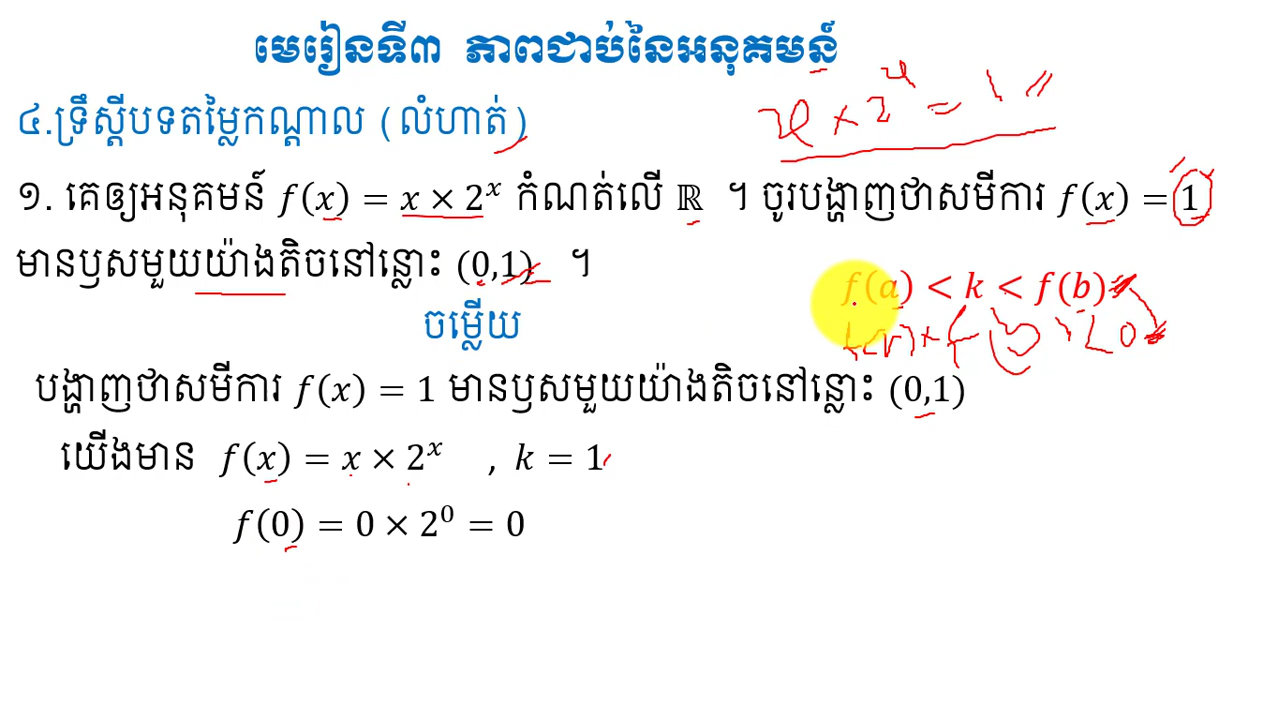 មេរៀនទី៣ ភាពជាប់នៃអនុគមន៍
៤.ទ្រឹស្តីបទតម្លៃកណ្តាល (លំហាត់)
x × 2^x = 1
១. គេឲ្យអនុគមន៍ f(x) = x × 2^x កំណត់លើ ℝ ។ ចូរបង្ហាញថាសមីការ f(x) = 1
មានឫសមួយយ៉ាងតិចនៅន្លោះ (0,1) ។
f(a) < k < f(b)
ចម្លើយ
បង្ហាញថាសមីការ f(x) = 1 មានឫសមួយយ៉ាងតិចនៅន្លោះ (0,1)
យើងមាន f(x) = x × 2^x , k = 1
f(0) = 0 × 2^0 = 0